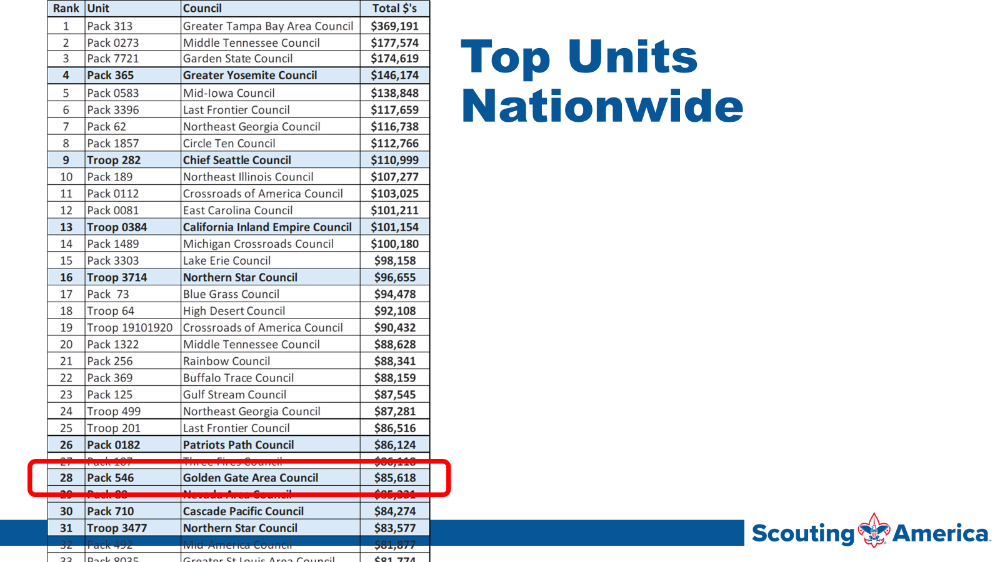 Rank Unit Council Total $'s
1 Pack 313 Greater Tampa Bay Area Council $369,191
2 Pack 0273 Middle Tennessee Council $177,574
3 Pack 7721 Garden State Council $174,619
4 Pack 365 Greater Yosemite Council $146,174
5 Pack 0583 Mid-Iowa Council $138,848
6 Pack 3396 Last Frontier Council $117,659
7 Pack 62 Northeast Georgia Council $116,738
8 Pack 1857 Circle Ten Council $112,766
9 Troop 282 Chief Seattle Council $110,999
10 Pack 189 Northeast Illinois Council $107,277
11 Pack 0112 Crossroads of America Council $103,025
12 Pack 0081 East Carolina Council $101,211
13 Troop 0384 California Inland Empire Council $101,154
14 Pack 1489 Michigan Crossroads Council $100,180
15 Pack 3303 Lake Erie Council $98,158
16 Troop 3714 Northern Star Council $96,655
17 Pack  73 Blue Grass Council $94,478
18 Troop 64 High Desert Council $92,108
19 Troop 19101920 Crossroads of America Council $90,432
20 Pack 1322 Middle Tennessee Council $88,628
21 Pack 256 Rainbow Council $88,341
22 Pack 369 Buffalo Trace Council $88,159
23 Pack 125 Gulf Stream Council $87,545
24 Troop 499 Northeast Georgia Council $87,281
25 Troop 201 Last Frontier Council $86,516
26 Pack 0182 Patriots Path Council $86,124
27 Pack Three Fires Council
28 Pack 546 Golden Gate Area Council $85,618
29 Pack 88 Nevada Area Council
30 Pack 710 Cascade Pacific Council $84,274
31 Troop 3477 Northern Star Council $83,577
32 Pack 492 Mid-America Council $81,877
33 Pack 8035 Greater St Louis Area Council $81,774
Top Units
Nationwide
Scouting America